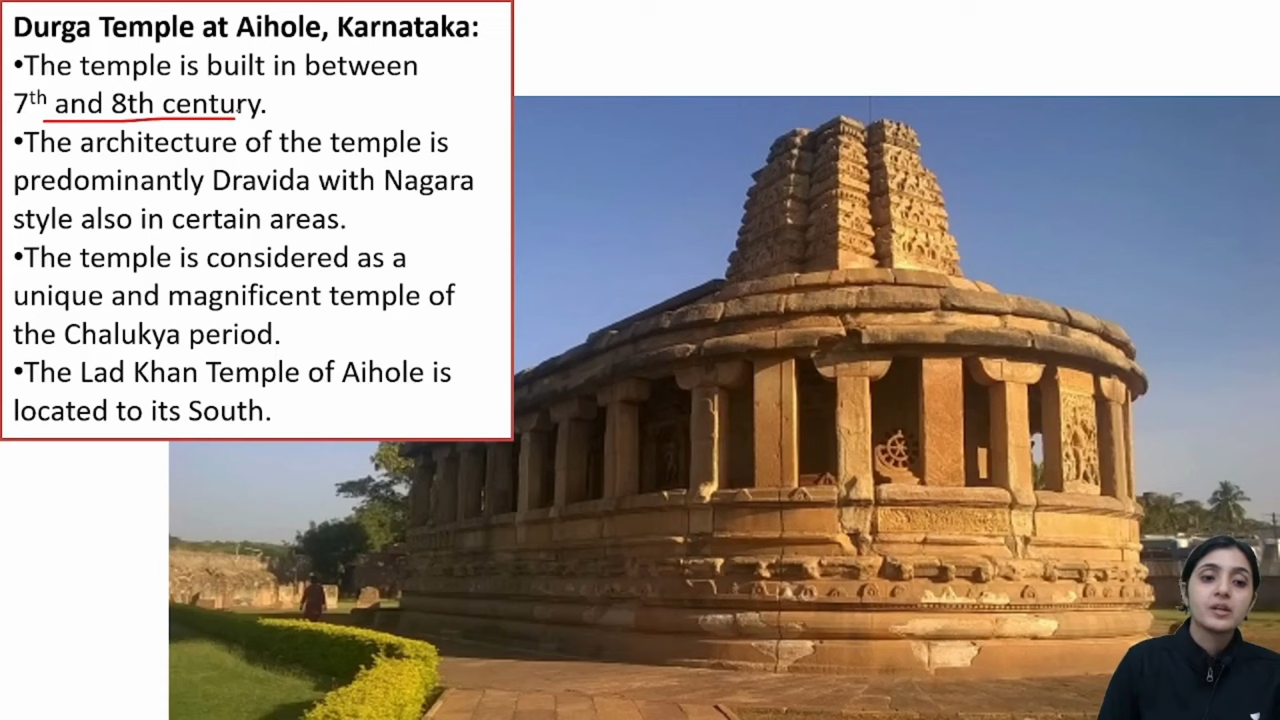 Durga Temple at Aihole, Karnataka:
•The temple is built in between
7th and 8th century.
•The architecture of the temple is
predominantly Dravida with Nagara
style also in certain areas.
•The temple is considered as a
unique and magnificent temple of
the Chalukya period.
•The Lad Khan Temple of Aihole is
located to its South.